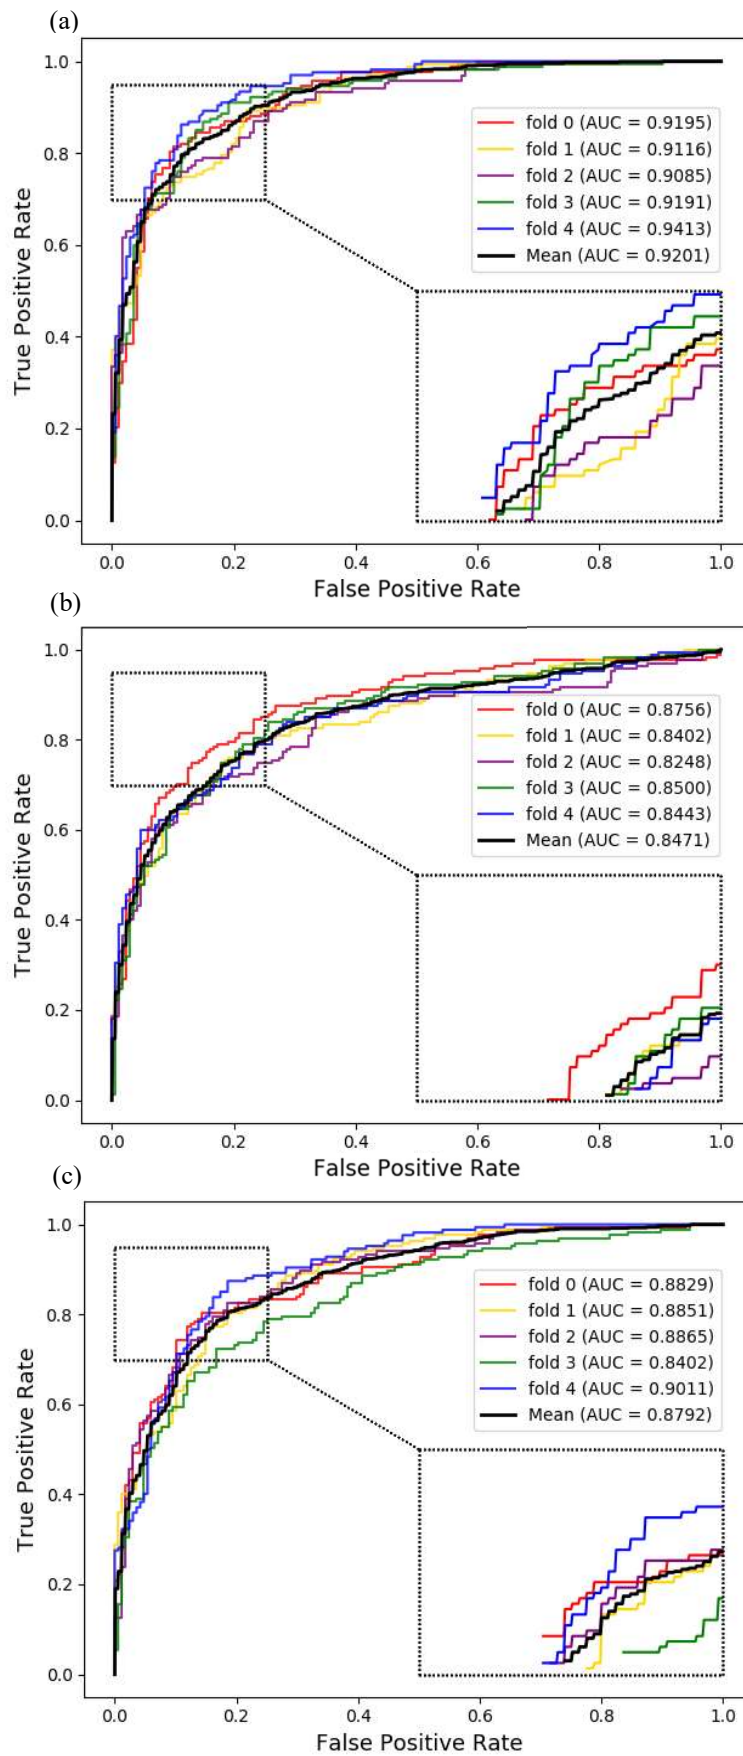 (a)
1.0
0.8
0.6
0.4
0.2
0.0
True Positive Rate
fold 0 (AUC = 0.9195)
fold 1 (AUC = 0.9116)
fold 2 (AUC = 0.9085)
fold 3 (AUC = 0.9191)
fold 4 (AUC = 0.9413)
Mean (AUC = 0.9201)
0.0 0.2 0.4 0.6 0.8 1.0
False Positive Rate
(b)
1.0
0.8
0.6
0.4
0.2
0.0
True Positive Rate
fold 0 (AUC = 0.8756)
fold 1 (AUC = 0.8402)
fold 2 (AUC = 0.8248)
fold 3 (AUC = 0.8500)
fold 4 (AUC = 0.8443)
Mean (AUC = 0.8471)
0.0 0.2 0.4 0.6 0.8 1.0
False Positive Rate
(c)
1.0
0.8
0.6
0.4
0.2
0.0
True Positive Rate
fold 0 (AUC = 0.8829)
fold 1 (AUC = 0.8851)
fold 2 (AUC = 0.8865)
fold 3 (AUC = 0.8402)
fold 4 (AUC = 0.9011)
Mean (AUC = 0.8792)
0.0 0.2 0.4 0.6 0.8 1.0
False Positive Rate